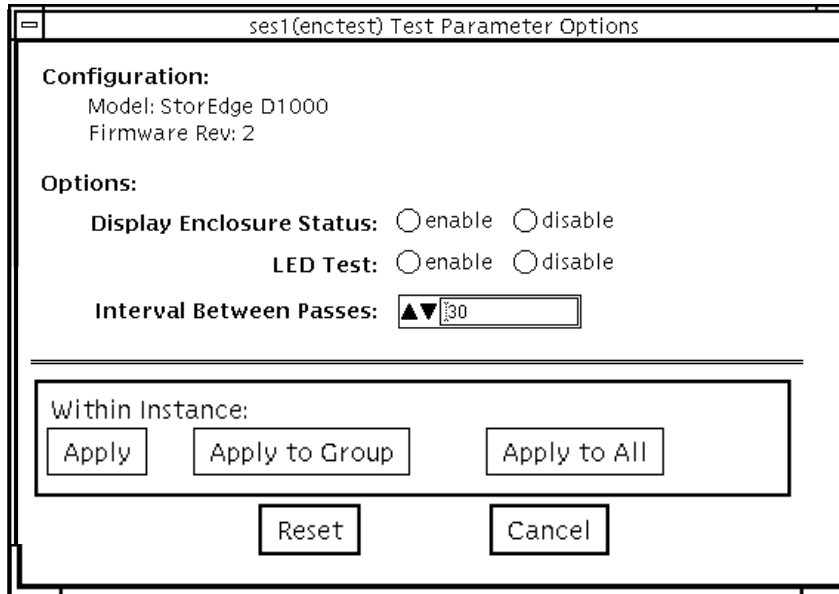 ses1(enctest) Test Parameter Options
Configuration:
Model: StorEdge D1000
Firmware Rev: 2
Options:
Display Enclosure Status: enable disable
LED Test: enable disable
Interval Between Passes: 30
Within Instance:
Apply Apply to Group Apply to All
Reset Cancel